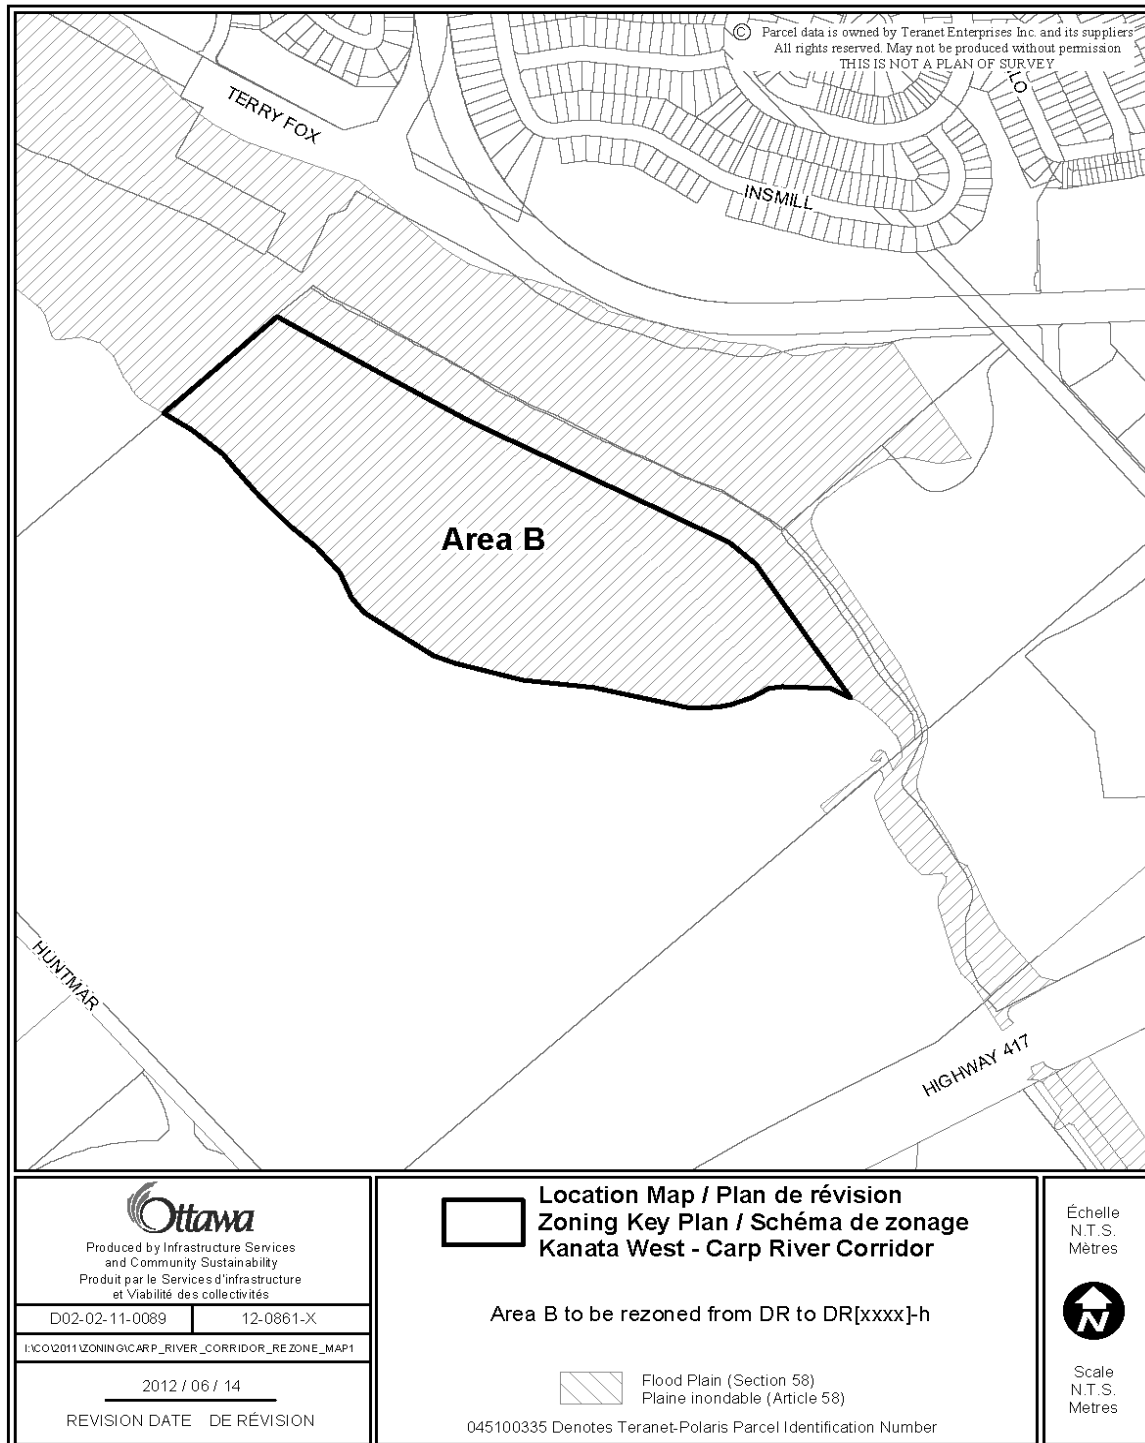 © Parcel data is owned by Teranet Enterprises Inc. and its suppliers
All rights reserved. May not be produced without permission
THIS IS NOT A PLAN OF SURVEY
TERRY FOX
INSMILL
Area B
HUNTMAR
HIGHWAY 417
Ottawa
Produced by Infrastructure Services
and Community Sustainability
Produit par le Services d'infrastructure
et Viabilité des collectivités
D02-02-11-0089
12-0861-X
I:\CO\2011\ZONING\CARP_RIVER_CORRIDOR_REZONE_MAP1
2012 / 06 / 14
REVISION DATE DE RÉVISION
Location Map / Plan de révision
Zoning Key Plan / Schéma de zonage
Kanata West - Carp River Corridor
Area B to be rezoned from DR to DR[xxxx]-h
Flood Plain (Section 58)
Plaine inondable (Article 58)
045100335 Denotes Teranet-Polaris Parcel Identification Number
Échelle
N.T.S.
Mètres
N
Scale
N.T.S.
Metres